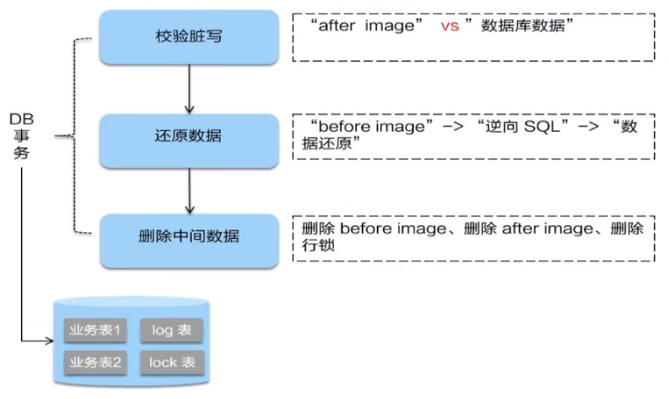 校验脏写
“after image” vs ”数据库数据”
DB
事
务
还原数据
“before image”–> “逆向 SQL”–> “数
据还原”
删除中间数据
删除 before image、删除 after image、删除
行锁
业务表1
log 表
业务表2
lock 表